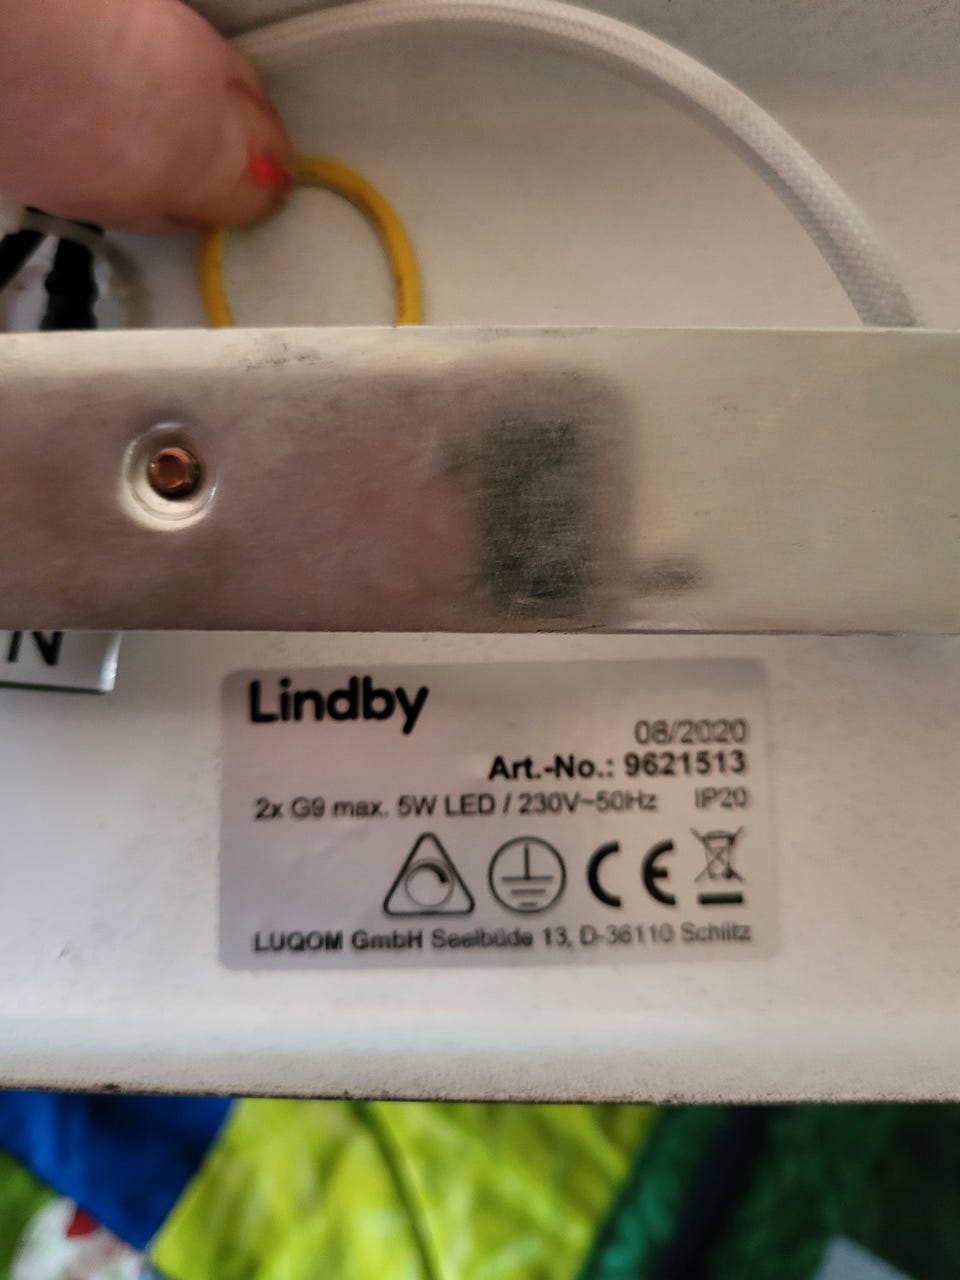 N
Lindby
08/2020
Art.-No.: 9621513
2x G9 max. 5W LED / 230V~50Hz IP20
CE
LUQOM GmbH Seelbüde 13, D-36110 Schlitz